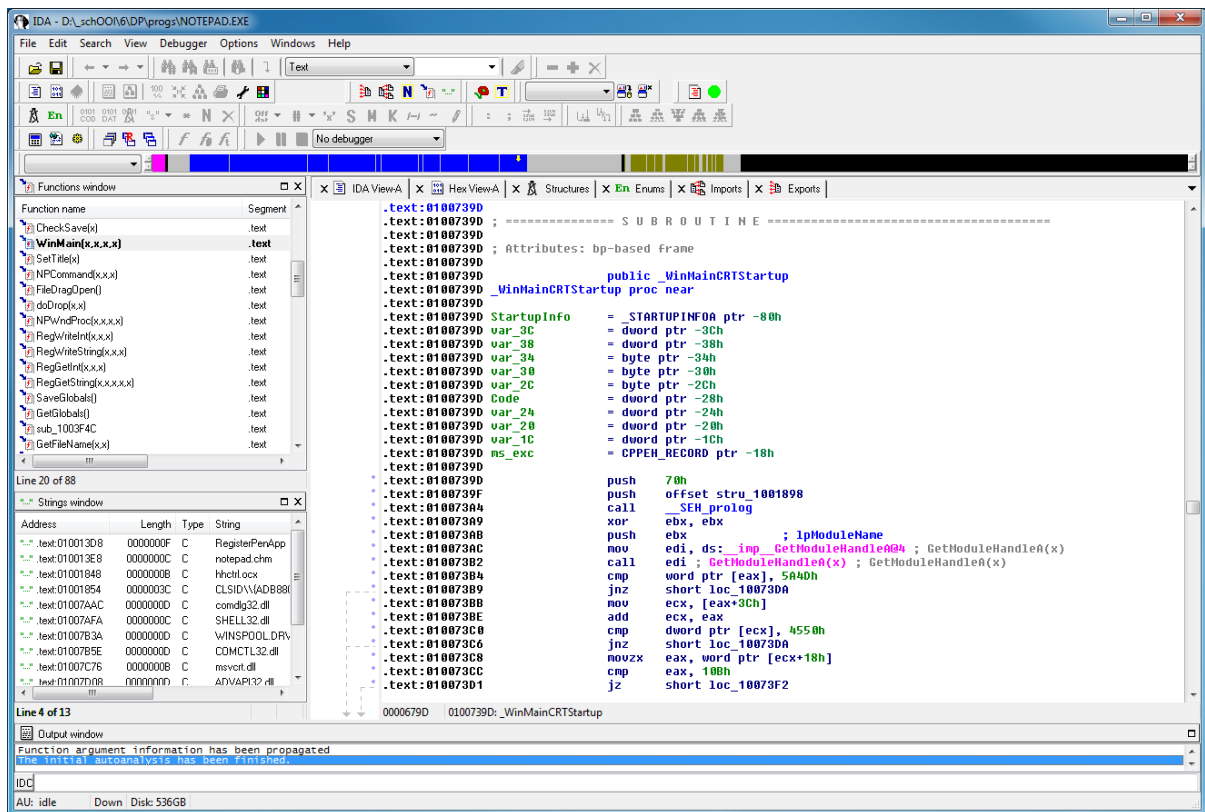 IDA - D:\_schOOl\6\DP\progs\NOTEPAD.EXE
File Edit Search View Debugger Options Windows Help
Text
En
No debugger
Functions window
Function name Segment
CheckSave(x) .text
WinMain(x,x,x,x) .text
SetTitle(x) .text
NPCommand(x,x,x) .text
FileDragOpen() .text
doDrop(x,x) .text
NPWndProc(x,x,x,x) .text
RegWriteInt(x,x,x) .text
RegWriteString(x,x,x) .text
RegGetInt(x,x,x) .text
RegGetString(x,x,x,x,x) .text
SaveGlobals() .text
GetGlobals() .text
sub_1003F4C .text
GetFileName(x,x) .text
Line 20 of 88
Strings window
Address Length Type String
.text:010013D8 0000000F C RegisterPenApp
.text:010013E8 0000000C C notepad.chm
.text:01001848 0000000B C hhctrl.ocx
.text:01001854 0000003C C CLSID\\{ADB880
.text:01007AAC 0000000D C comdlg32.dll
.text:01007AFA 0000000C C SHELL32.dll
.text:01007B3A 0000000D C WINSPOOL.DRV
.text:01007B5E 0000000D C COMCTL32.dll
.text:01007C76 0000000B C msvcrt.dll
.text:01007D08 0000000D C ADVAPI32.dll
Line 4 of 13
IDA View-A Hex View-A Structures En Enums Imports Exports
.text:0100739D
.text:0100739D ; =============== S U B R O U T I N E =======================================
.text:0100739D
.text:0100739D ; Attributes: bp-based frame
.text:0100739D
.text:0100739D public _WinMainCRTStartup
.text:0100739D _WinMainCRTStartup proc near
.text:0100739D
.text:0100739D StartupInfo = _STARTUPINFOA ptr -80h
.text:0100739D var_3C = dword ptr -3Ch
.text:0100739D var_38 = dword ptr -38h
.text:0100739D var_34 = byte ptr -34h
.text:0100739D var_30 = byte ptr -30h
.text:0100739D var_2C = byte ptr -2Ch
.text:0100739D Code = dword ptr -28h
.text:0100739D var_24 = dword ptr -24h
.text:0100739D var_20 = dword ptr -20h
.text:0100739D var_1C = dword ptr -1Ch
.text:0100739D ms_exc = CPPEH_RECORD ptr -18h
.text:0100739D
.text:0100739D push 70h
.text:0100739F push offset stru_1001898
.text:010073A4 call __SEH_prolog
.text:010073A9 xor ebx, ebx
.text:010073AB push ebx ; lpModuleName
.text:010073AC mov edi, ds:__imp__GetModuleHandleA@4 ; GetModuleHandleA(x)
.text:010073B2 call edi ; GetModuleHandleA(x) ; GetModuleHandleA(x)
.text:010073B4 cmp word ptr [eax], 5A4Dh
.text:010073B9 jnz short loc_10073DA
.text:010073BB mov ecx, [eax+3Ch]
.text:010073BE add ecx, eax
.text:010073C0 cmp dword ptr [ecx], 4550h
.text:010073C6 jnz short loc_10073DA
.text:010073C8 movzx eax, word ptr [ecx+18h]
.text:010073CC cmp eax, 10Bh
.text:010073D1 jz short loc_10073F2
0000679D 0100739D: _WinMainCRTStartup
Output window
Function argument information has been propagated
The initial autoanalysis has been finished.
IDC
AU: idle Down Disk: 536GB